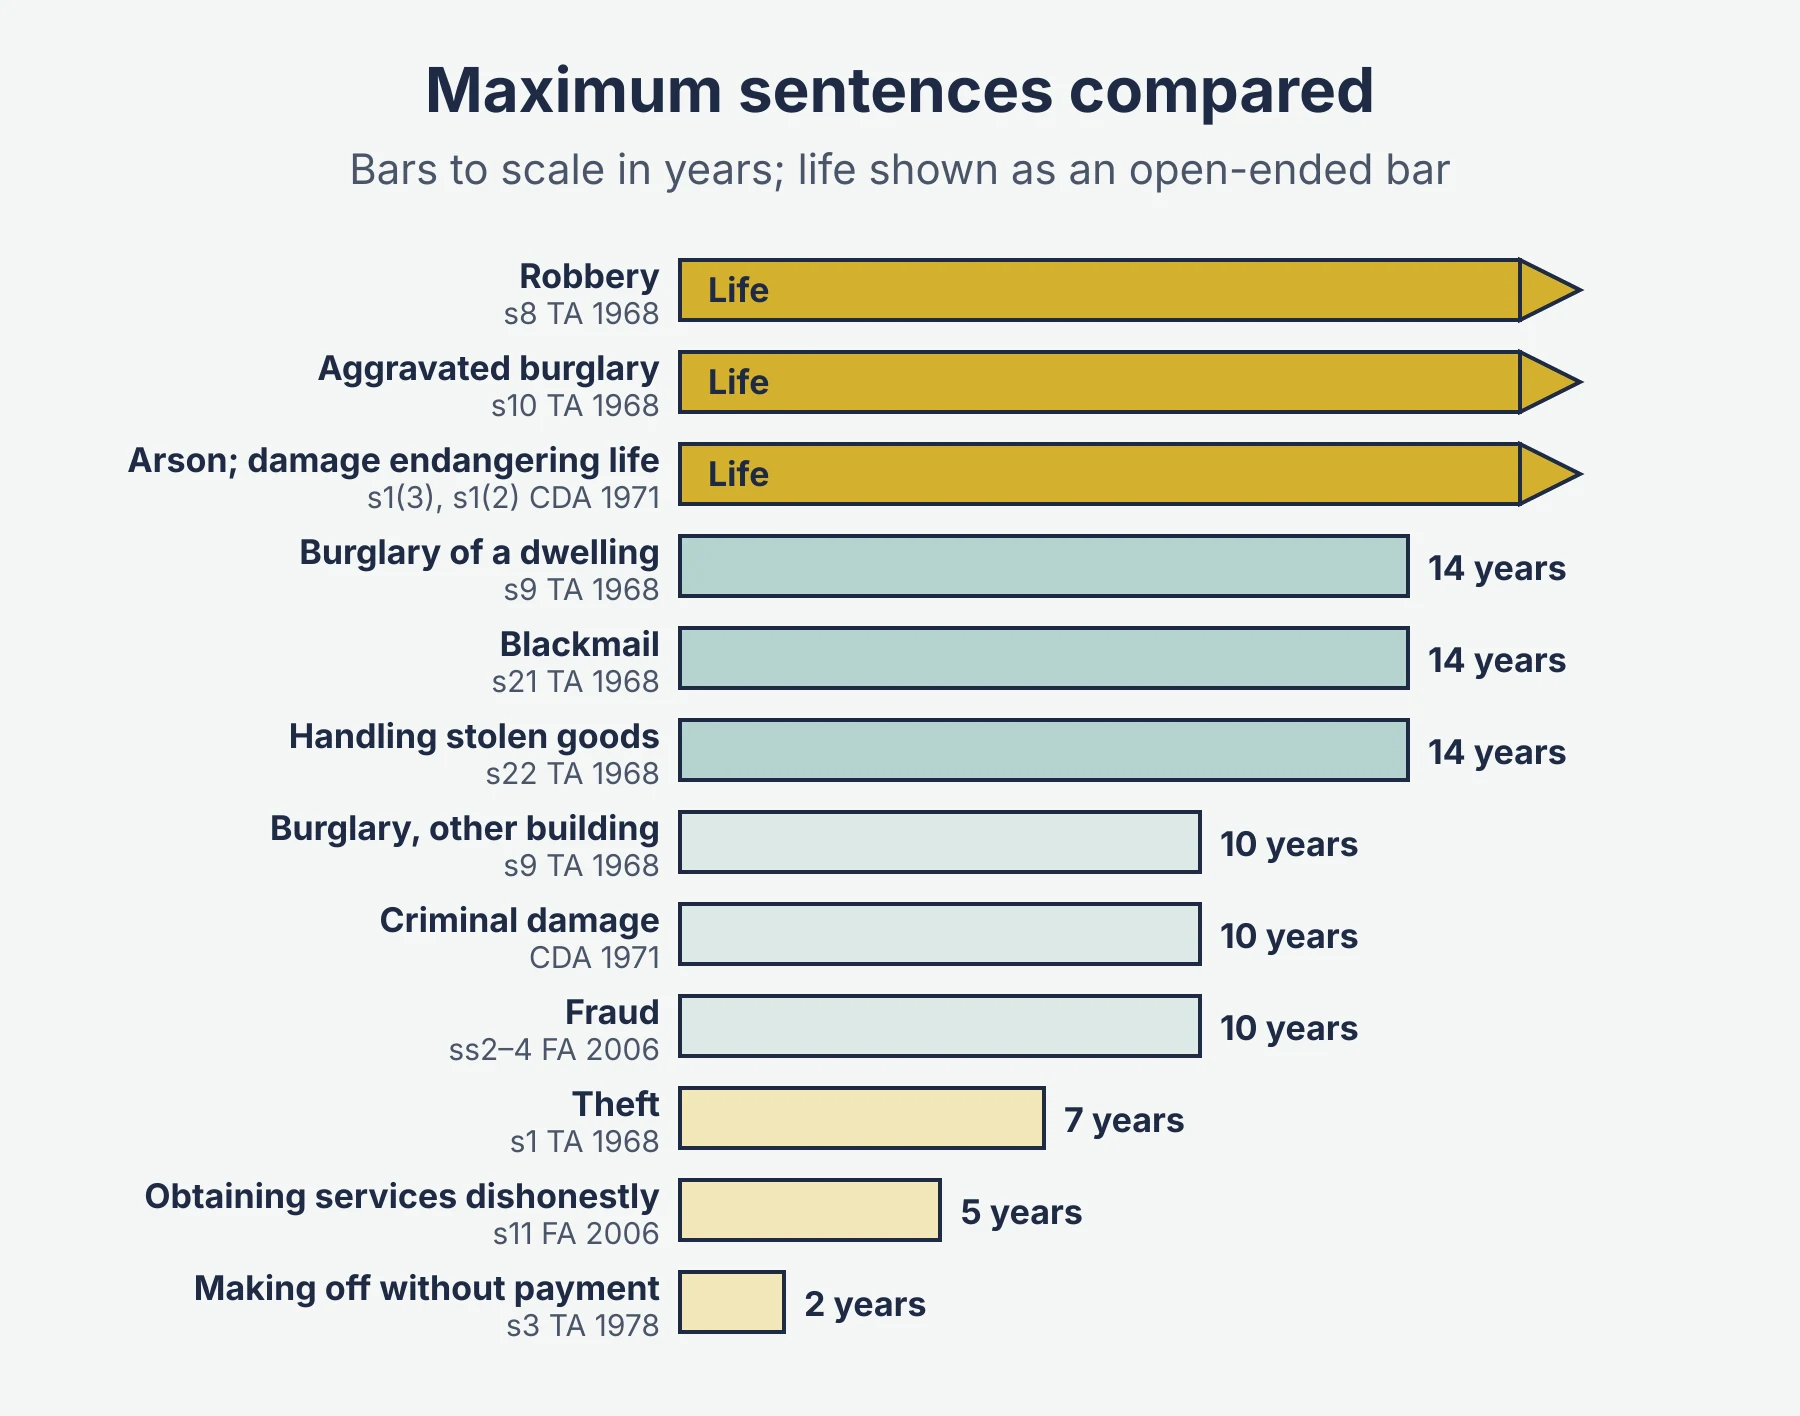 Maximum sentences compared
Bars to scale in years; life shown as an open-ended bar
Robbery
s8 TA 1968
Life
Aggravated burglary
s10 TA 1968
Life
Arson; damage endangering life
s1(3), s1(2) CDA 1971
Life
Burglary of a dwelling
s9 TA 1968
14 years
Blackmail
s21 TA 1968
14 years
Handling stolen goods
s22 TA 1968
14 years
Burglary, other building
s9 TA 1968
10 years
Criminal damage
CDA 1971
10 years
Fraud
ss2–4 FA 2006
10 years
Theft
s1 TA 1968
7 years
Obtaining services dishonestly
s11 FA 2006
5 years
Making off without payment
s3 TA 1978
2 years